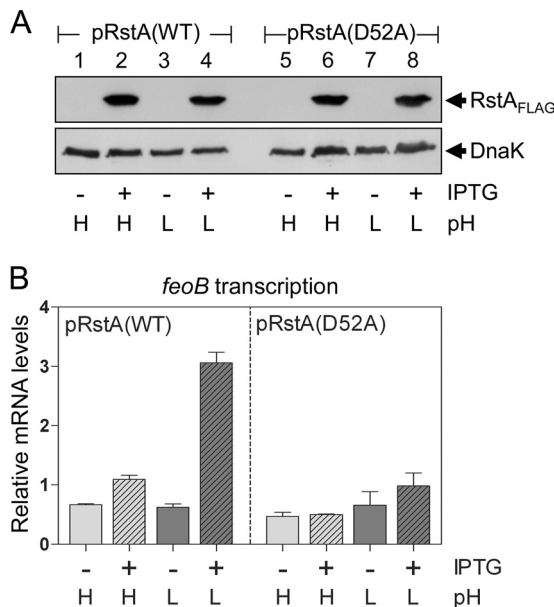 A
pRstA(WT) pRstA(D52A)
1 2 3 4 5 6 7 8
RstAFLAG
DnaK
- + - + - + - + IPTG
H H L L H H L L pH
B
feoB transcription
pRstA(WT) pRstA(D52A)
Relative mRNA levels
4
3
2
1
0
- + - + - + - + IPTG
H H L L H H L L pH